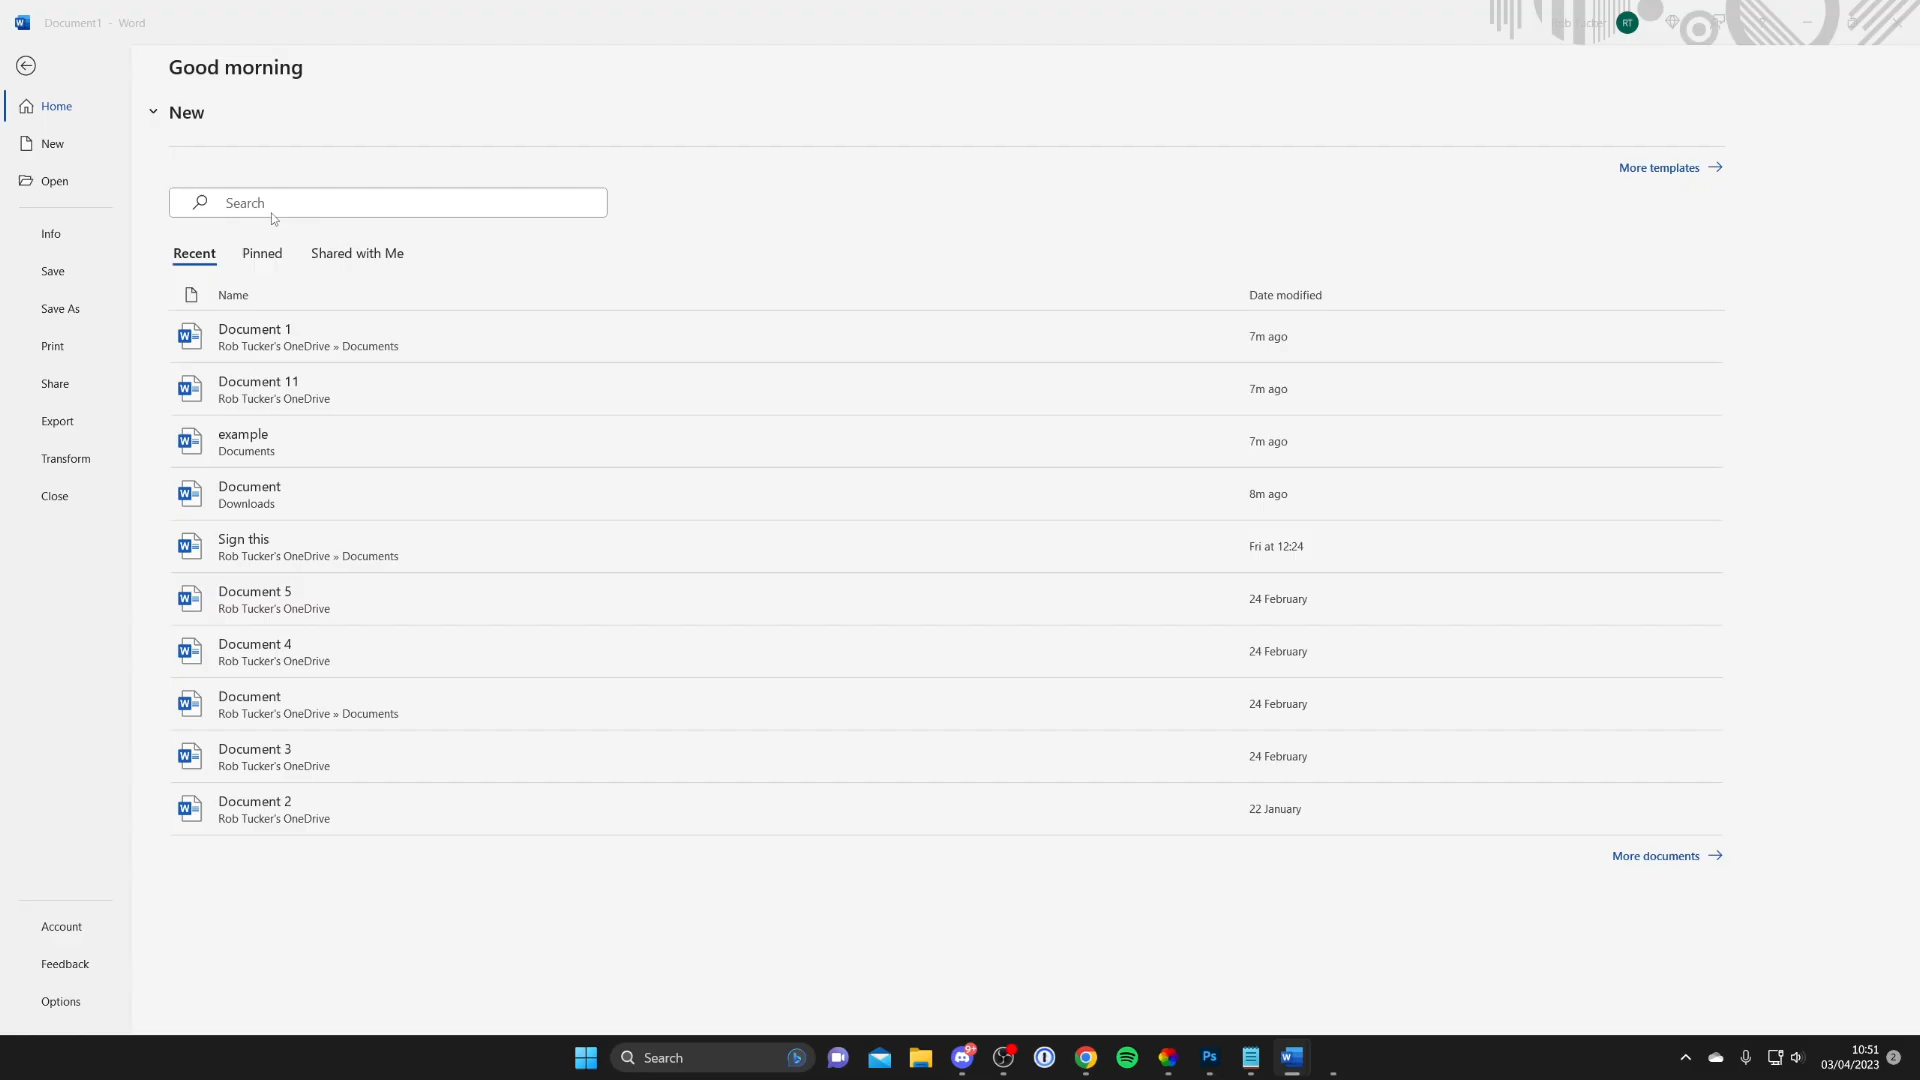 Document1 - Word
RT
Good morning
Home
New
New
Open
More templates
Search
Info
Recent Pinned Shared with Me
Save
Name Date modified
Save As
Document 1
Rob Tucker's OneDrive » Documents
7m ago
Print
Document 11
Rob Tucker's OneDrive
7m ago
Share
Export
example
Documents
7m ago
Transform
Document
Downloads
8m ago
Close
Sign this
Rob Tucker's OneDrive » Documents
Fri at 12:24
Document 5
Rob Tucker's OneDrive
24 February
Document 4
Rob Tucker's OneDrive
24 February
Document
Rob Tucker's OneDrive » Documents
24 February
Document 3
Rob Tucker's OneDrive
24 February
Document 2
Rob Tucker's OneDrive
22 January
More documents
Account
Feedback
Options
Search
9+
Ps
W
10:51
03/04/2023
2